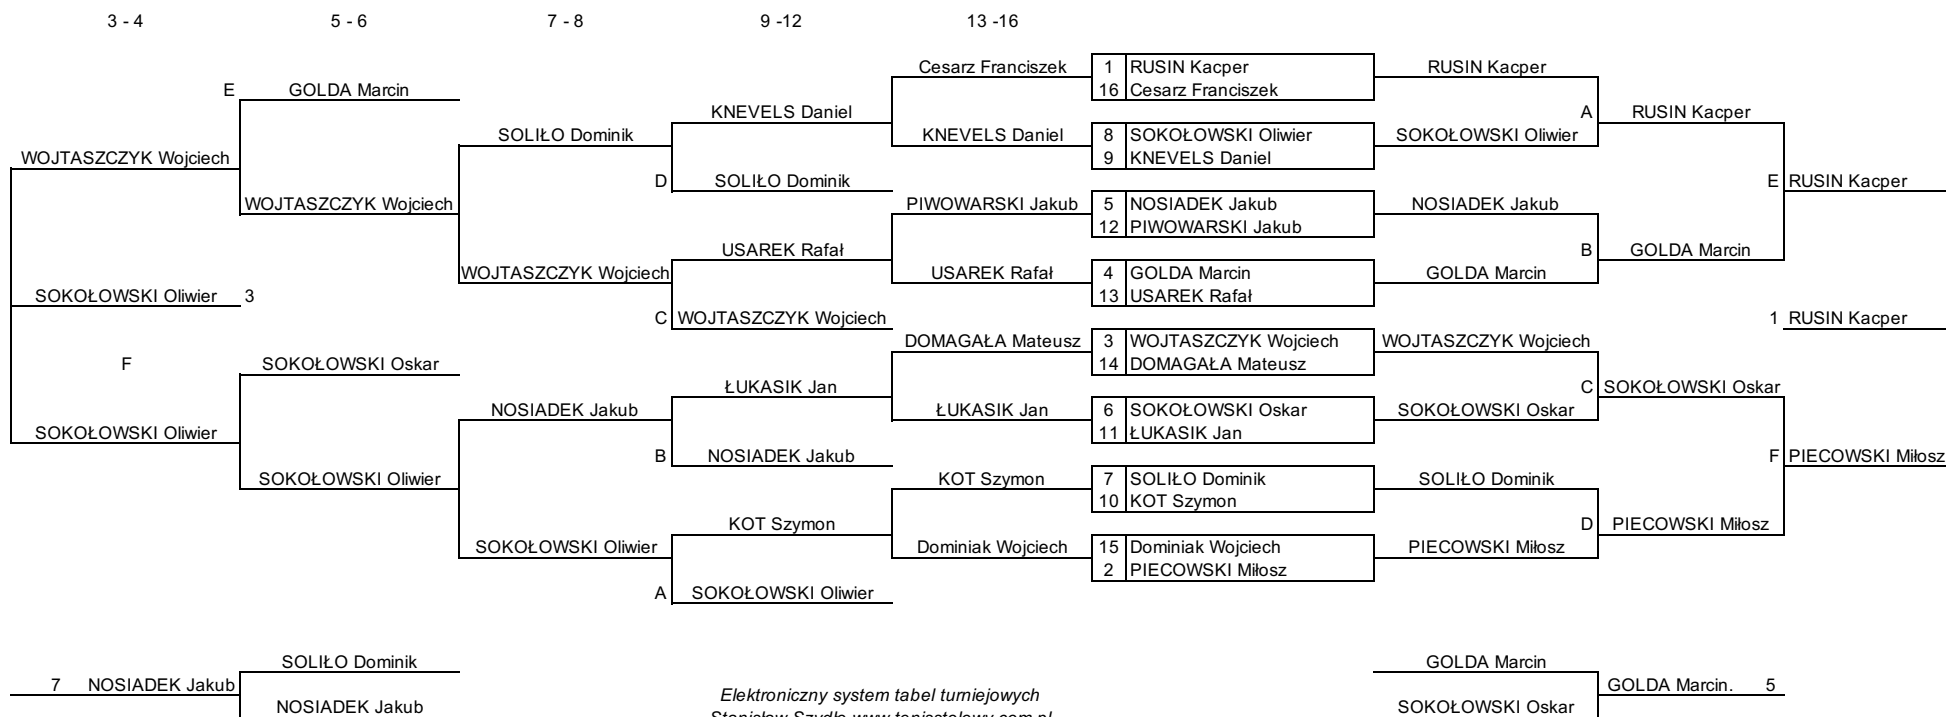 3 - 4 5 - 6 7 - 8 9 -12 13 -16
Cesarz Franciszek 1 RUSIN Kacper RUSIN Kacper
E GOLDA Marcin 16 Cesarz Franciszek
KNEVELS Daniel A RUSIN Kacper
SOLIŁO Dominik KNEVELS Daniel 8 SOKOŁOWSKI Oliwier SOKOŁOWSKI Oliwier
WOJTASZCZYK Wojciech 9 KNEVELS Daniel
D SOLIŁO Dominik E RUSIN Kacper
WOJTASZCZYK Wojciech PIWOWARSKI Jakub 5 NOSIADEK Jakub NOSIADEK Jakub
12 PIWOWARSKI Jakub
USAREK Rafał B GOLDA Marcin
WOJTASZCZYK Wojciech USAREK Rafał 4 GOLDA Marcin GOLDA Marcin
SOKOŁOWSKI Oliwier 3 13 USAREK Rafał
C WOJTASZCZYK Wojciech 1 RUSIN Kacper
DOMAGAŁA Mateusz 3 WOJTASZCZYK Wojciech WOJTASZCZYK Wojciech
F SOKOŁOWSKI Oskar 14 DOMAGAŁA Mateusz
ŁUKASIK Jan C SOKOŁOWSKI Oskar
NOSIADEK Jakub ŁUKASIK Jan 6 SOKOŁOWSKI Oskar SOKOŁOWSKI Oskar
SOKOŁOWSKI Oliwier 11 ŁUKASIK Jan
B NOSIADEK Jakub F PIECOWSKI Miłosz
SOKOŁOWSKI Oliwier KOT Szymon 7 SOLIŁO Dominik SOLIŁO Dominik
10 KOT Szymon
KOT Szymon D PIECOWSKI Miłosz
SOKOŁOWSKI Oliwier Dominiak Wojciech 15 Dominiak Wojciech PIECOWSKI Miłosz
2 PIECOWSKI Miłosz
A SOKOŁOWSKI Oliwier
SOLIŁO Dominik GOLDA Marcin
7 NOSIADEK Jakub Elektroniczny system tabel turniejowych GOLDA Marcin. 5
NOSIADEK Jakub Stanisław Szydło www.tenisstolowy.com.pl SOKOŁOWSKI Oskar